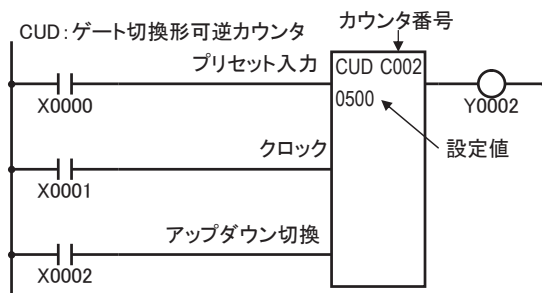 CUD:ゲート切換形可逆カウンタ
カウンタ番号
プリセット入力
X0000
CUD C002
0500
Y0002
設定値
クロック
X0001
アップダウン切換
X0002